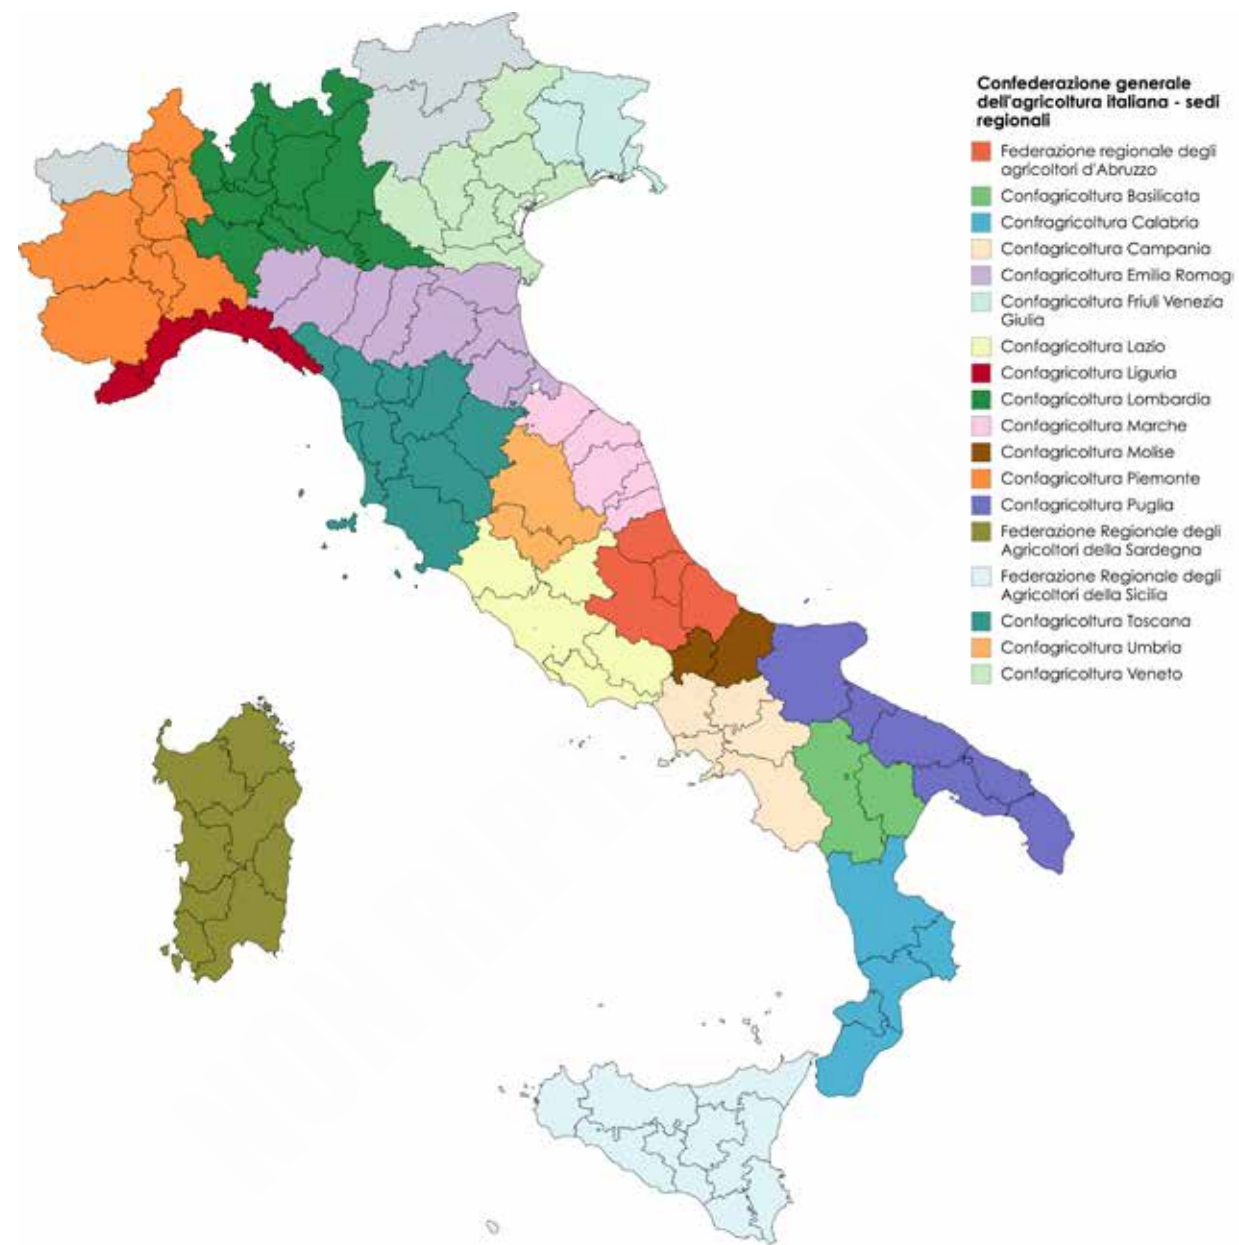 Confederazione generale
dell'agricoltura italiana - sedi
regionali
Federazione regionale degli
agricoltori d'Abruzzo
Confagricoltura Basilicata
Confragricoltura Calabria
Confagricoltura Campania
Confagricoltura Emilia Romag
Confagricoltura Friuli Venezia
Giulia
Confagricoltura Lazio
Confagricoltura Liguria
Confagricoltura Lombardia
Confagricoltura Marche
Confagricoltura Molise
Confagricoltura Piemonte
Confagricoltura Puglia
Federazione Regionale degli
Agricoltori della Sardegna
Federazione Regionale degli
Agricoltori della Sicilia
Confagricoltura Toscana
Confagricoltura Umbria
Confagricoltura Veneto